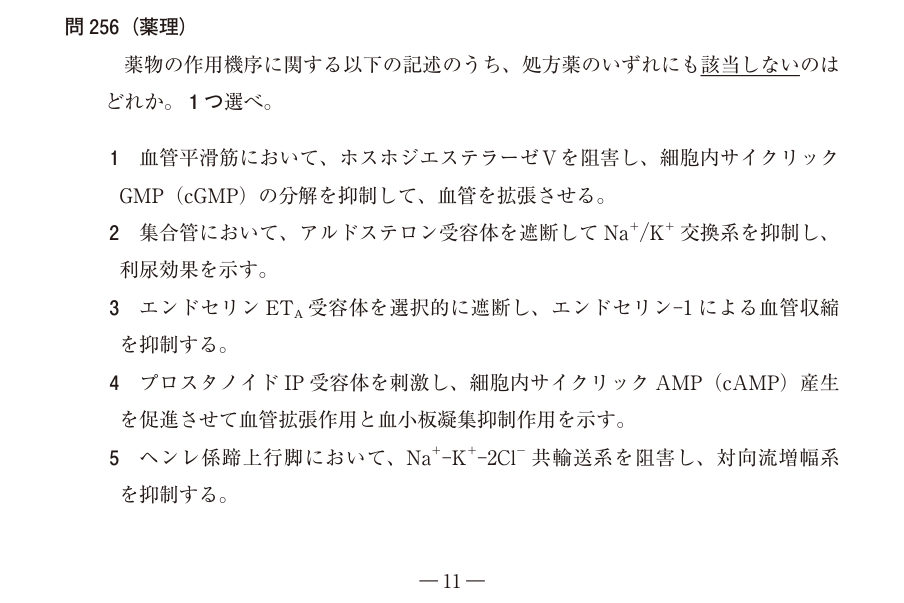 問 256（薬理）
薬物の作用機序に関する以下の記述のうち、処方薬のいずれにも該当しないのは
どれか。1つ選べ。
1 血管平滑筋において、ホスホジエステラーゼⅤを阻害し、細胞内サイクリック
GMP（cGMP）の分解を抑制して、血管を拡張させる。
2 集合管において、アルドステロン受容体を遮断して Na⁺/K⁺ 交換系を抑制し、
利尿効果を示す。
3 エンドセリン ETA 受容体を選択的に遮断し、エンドセリン-1 による血管収縮
を抑制する。
4 プロスタノイド IP 受容体を刺激し、細胞内サイクリック AMP（cAMP）産生
を促進させて血管拡張作用と血小板凝集抑制作用を示す。
5 ヘンレ係蹄上行脚において、Na⁺-K⁺-2Cl⁻ 共輸送系を阻害し、対向流増幅系
を抑制する。
— 11 —